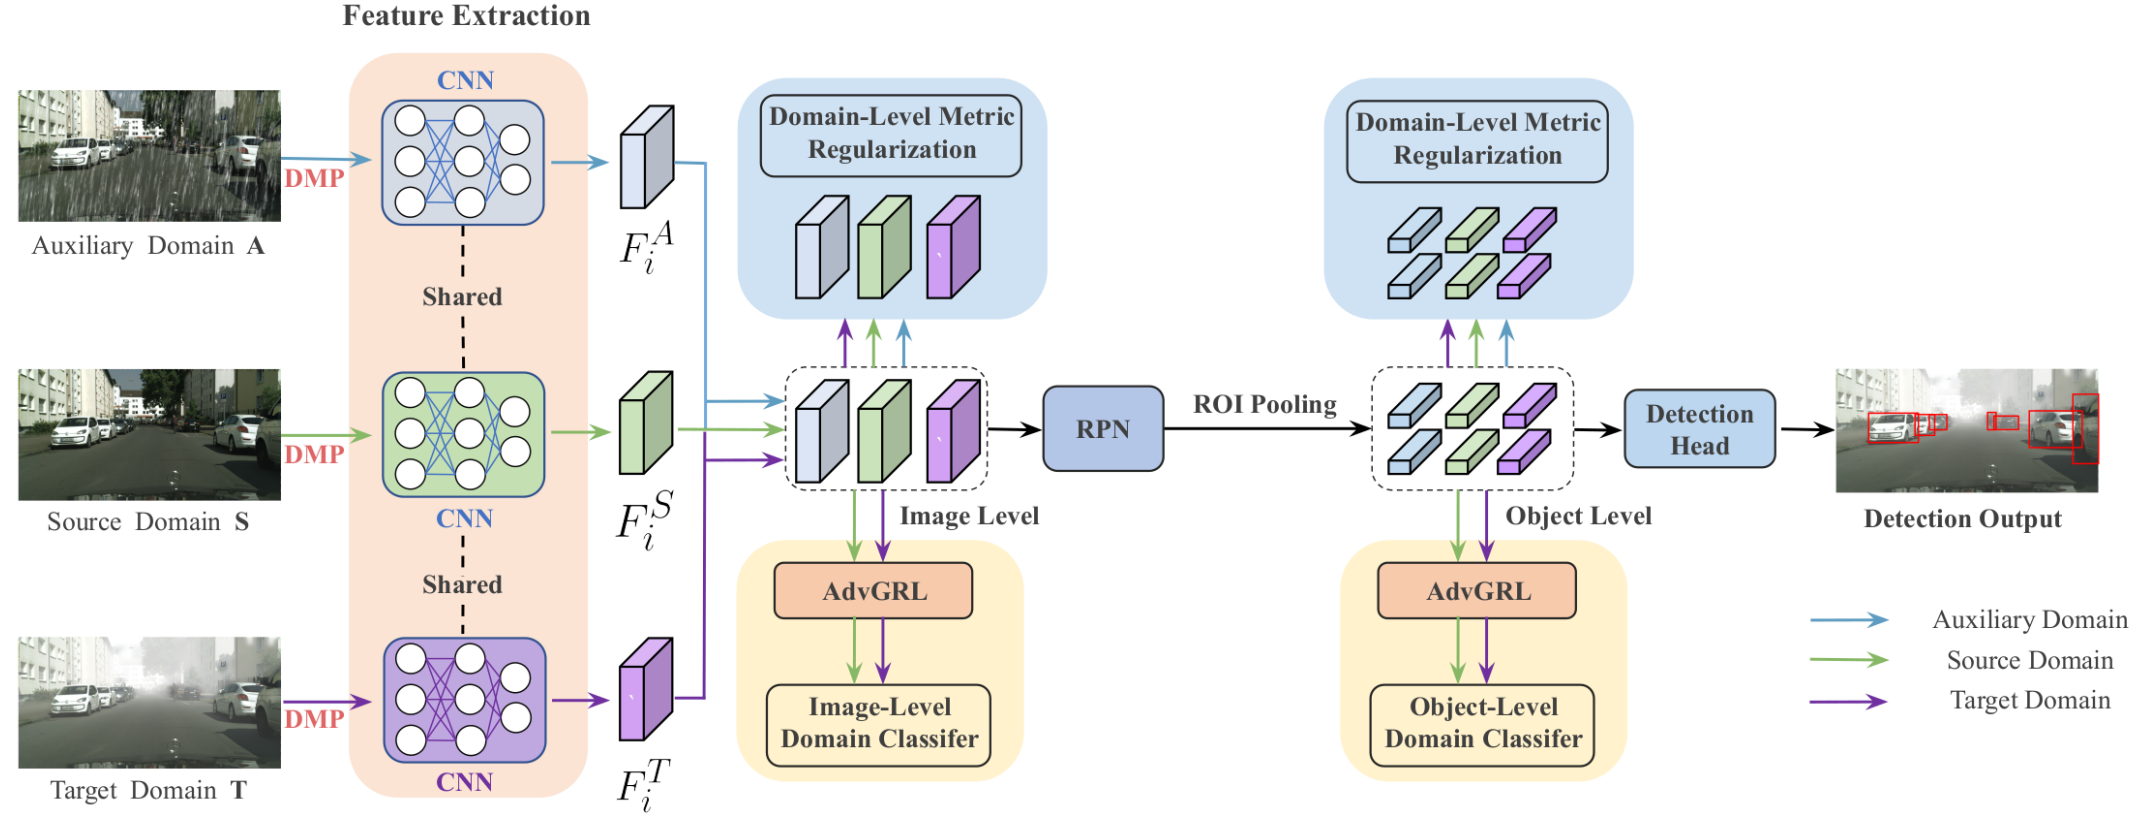 Feature Extraction
CNN
DMP
Auxiliary Domain A
F_i^A
Shared
DMP
Source Domain S
CNN
F_i^S
Shared
DMP
Target Domain T
CNN
F_i^T
Domain-Level Metric
Regularization
Image Level
AdvGRL
Image-Level
Domain Classifer
RPN
ROI Pooling
Domain-Level Metric
Regularization
Object Level
AdvGRL
Object-Level
Domain Classifer
Detection
Head
Detection Output
Auxiliary Domain
Source Domain
Target Domain